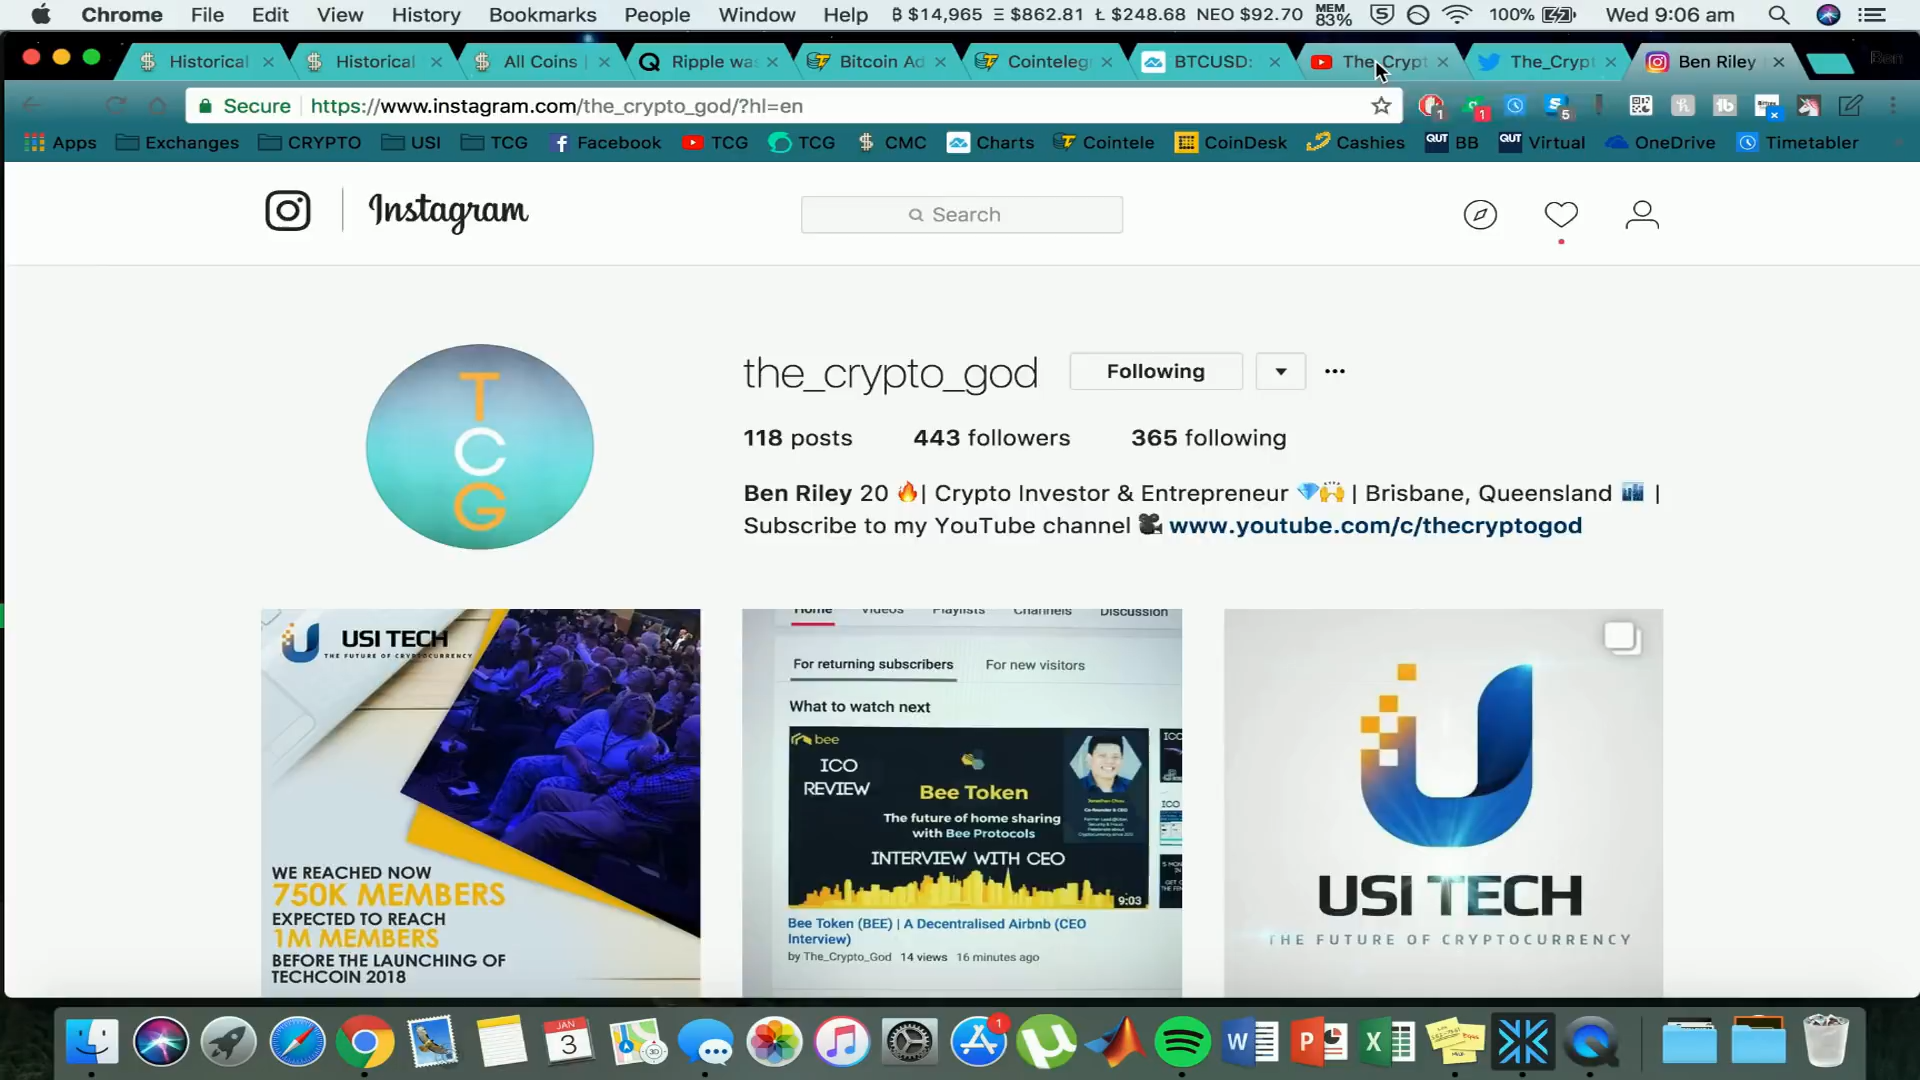 Chrome File Edit View History Bookmarks People Window Help ₿ $14,965 Ξ $862.81 Ł $248.68 NEO $92.70 MEM 83% 100% Wed 9:06 am
Historical Historical All Coins Ripple wa Bitcoin Ad Cointeleg BTCUSD: The_Crypt The_Crypt Ben Riley
Secure https://www.instagram.com/the_crypto_god/?hl=en
Apps Exchanges CRYPTO USI TCG Facebook TCG TCG CMC Charts Cointele CoinDesk Cashies QUT BB QUT Virtual OneDrive Timetabler
Instagram Search
the_crypto_god Following
118 posts 443 followers 365 following
Ben Riley 20 🔥| Crypto Investor & Entrepreneur 💎🙌 | Brisbane, Queensland 🏙 |
Subscribe to my YouTube channel 🎥 www.youtube.com/c/thecryptogod
TCG
USI TECH
THE FUTURE OF CRYPTOCURRENCY
WE REACHED NOW
750K MEMBERS
EXPECTED TO REACH
1M MEMBERS
BEFORE THE LAUNCHING OF
TECHCOIN 2018
Home Videos Playlists Channels Discussion
For returning subscribers For new visitors
What to watch next
bee
ICO
REVIEW
Bee Token
The future of home sharing
with Bee Protocols
INTERVIEW WITH CEO
9:03
Bee Token (BEE) | A Decentralised Airbnb (CEO
Interview)
by The_Crypto_God 14 views 16 minutes ago
USI TECH
THE FUTURE OF CRYPTOCURRENCY
JAN
3